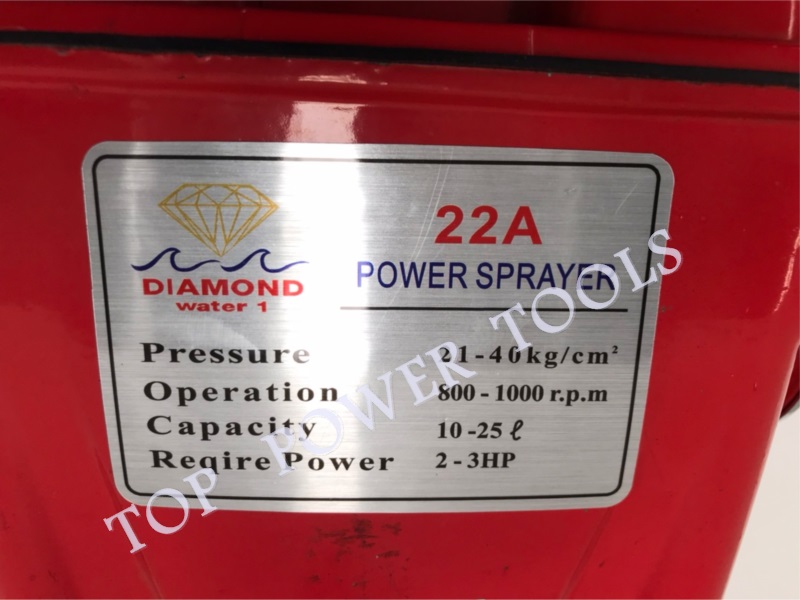 22A
POWER SPRAYER
DIAMOND
water 1
Pressure 21-40kg/cm²
Operation 800-1000 r.p.m
Capacity 10-25 ℓ
Reqire Power 2-3HP
TOP POWER TOOLS